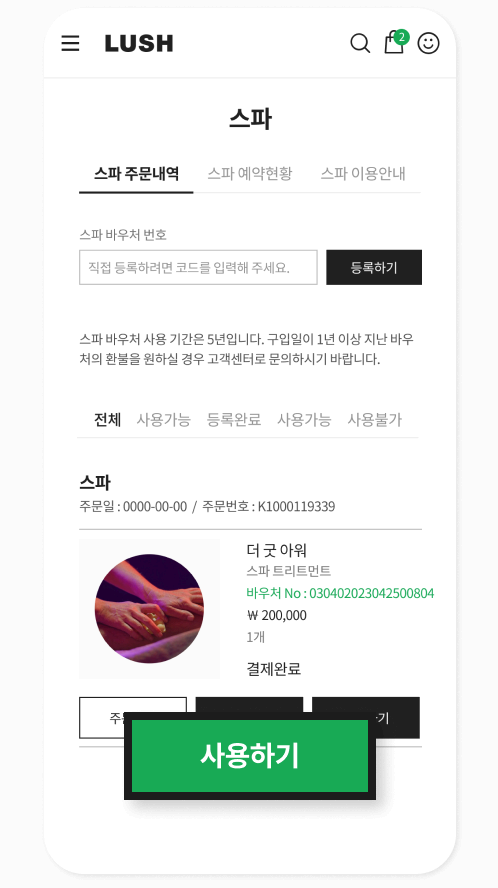 LUSH
2
스파
스파 주문내역 스파 예약현황 스파 이용안내
스파 바우처 번호
직접 등록하려면 코드를 입력해 주세요. 등록하기
스파 바우처 사용 기간은 5년입니다. 구입일이 1년 이상 지난 바우
처의 환불을 원하실 경우 고객센터로 문의하시기 바랍니다.
전체 사용가능 등록완료 사용가능 사용불가
스파
주문일 : 0000-00-00 / 주문번호 : K1000119339
더 굿 아워
스파 트리트먼트
바우처 No : 030402023042500804
₩ 200,000
1개
결제완료
사용하기